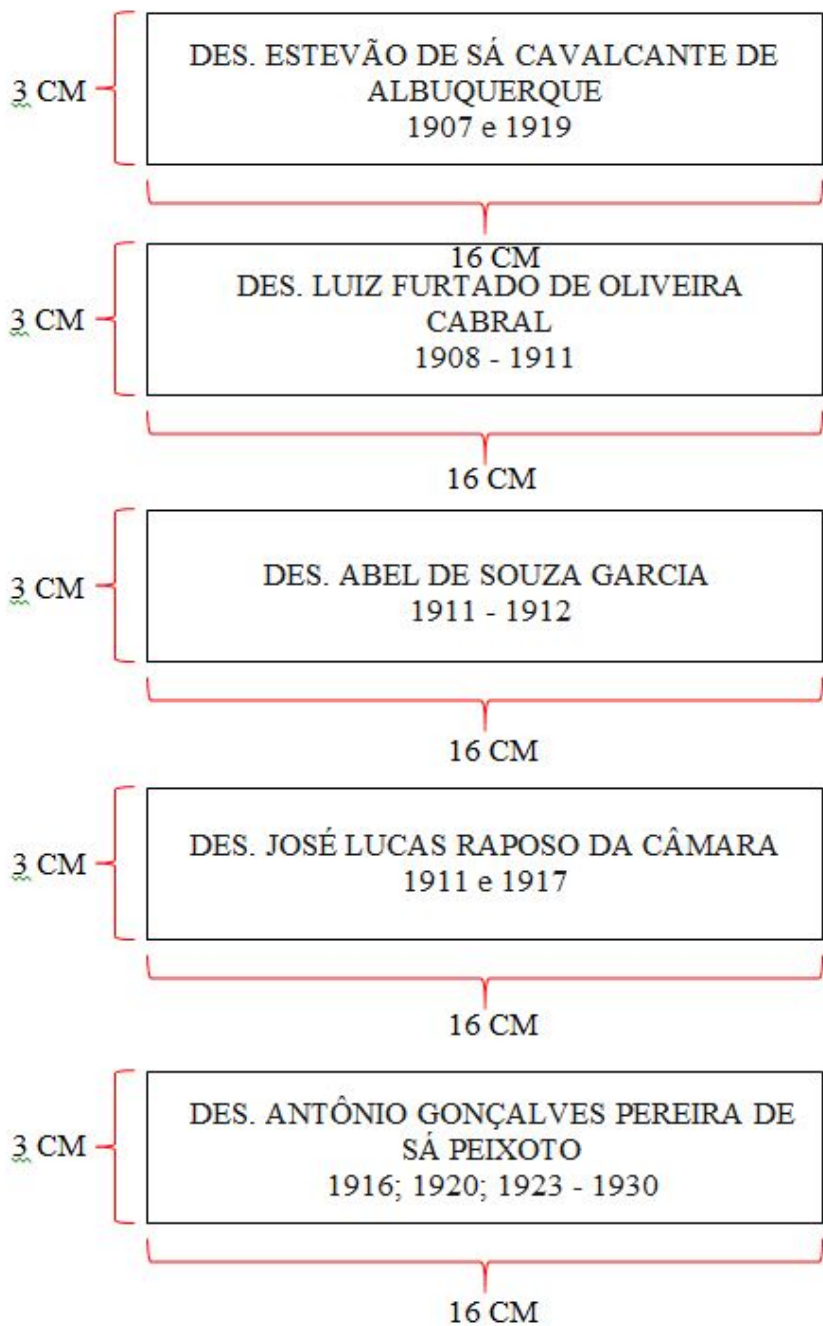 DES. ESTEVÃO DE SÁ CAVALCANTE DE
ALBUQUERQUE
3 CM
1907 e 1919
16 CM
DES. LUIZ FURTADO DE OLIVEIRA
3 CM
CABRAL
1908 - 1911
16 CM
DES. ABEL DE SOUZA GARCIA
3 CM
1911 - 1912
16 CM
DES. JOSÉ LUCAS RAPOSO DA CÂMARA
3 CM
1911 e 1917
16 CM
DES. ANTÔNIO GONÇALVES PEREIRA DE
3 CM
SÁ PEIXOTO
1916; 1920; 1923 - 1930
16 CM